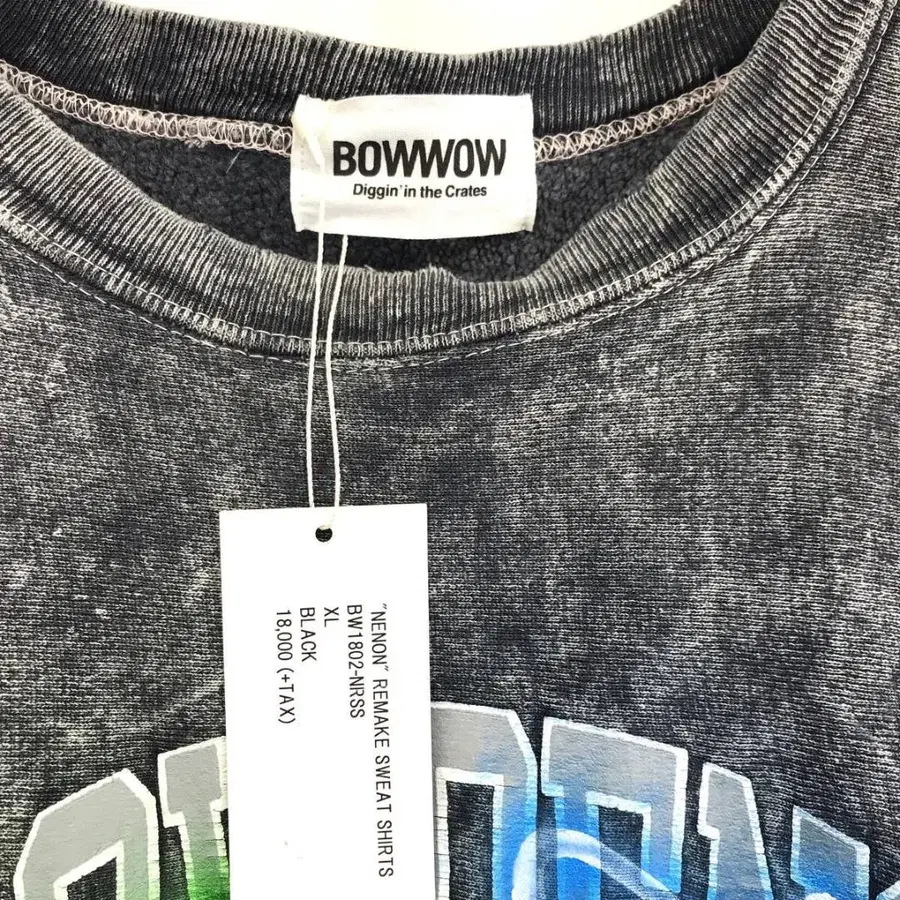 BOWWOW
Diggin' in the Crates
"NENON" REMAKE SWEAT SHIRTS
BW1802-NRSS
XL
BLACK
18,000 (+TAX)